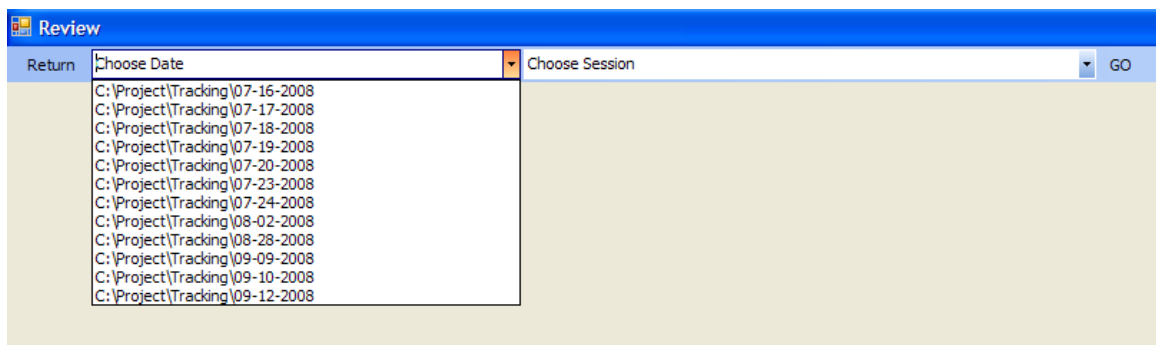 Review
Return Choose Date Choose Session GO
C:\Project\Tracking\07-16-2008
C:\Project\Tracking\07-17-2008
C:\Project\Tracking\07-18-2008
C:\Project\Tracking\07-19-2008
C:\Project\Tracking\07-20-2008
C:\Project\Tracking\07-23-2008
C:\Project\Tracking\07-24-2008
C:\Project\Tracking\08-02-2008
C:\Project\Tracking\08-28-2008
C:\Project\Tracking\09-09-2008
C:\Project\Tracking\09-10-2008
C:\Project\Tracking\09-12-2008